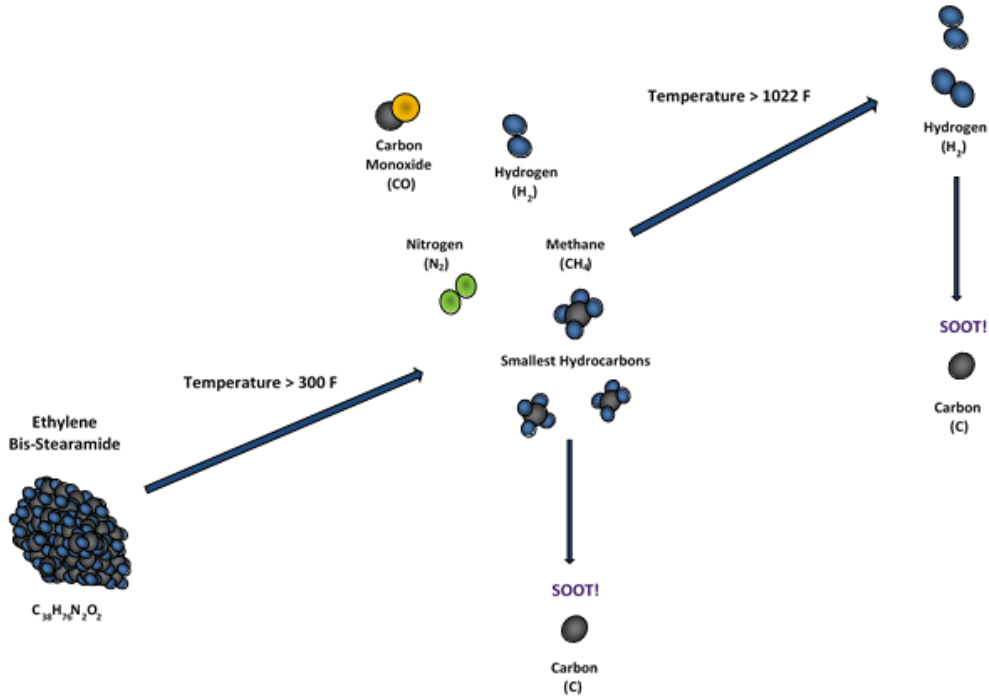 Temperature > 1022 F
Carbon
Monoxide
(CO)
Hydrogen
(H₂)
Hydrogen
(H₂)
Nitrogen
(N₂)
Methane
(CH₄)
SOOT!
Smallest Hydrocarbons
Temperature > 300 F
Carbon
(C)
Ethylene
Bis-Stearamide
SOOT!
C₃₈H₇₆N₂O₂
Carbon
(C)